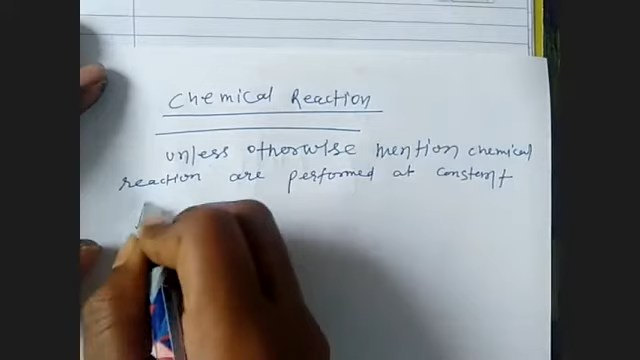 Chemical Reaction
unless otherwise mention chemical
reaction are performed at constant